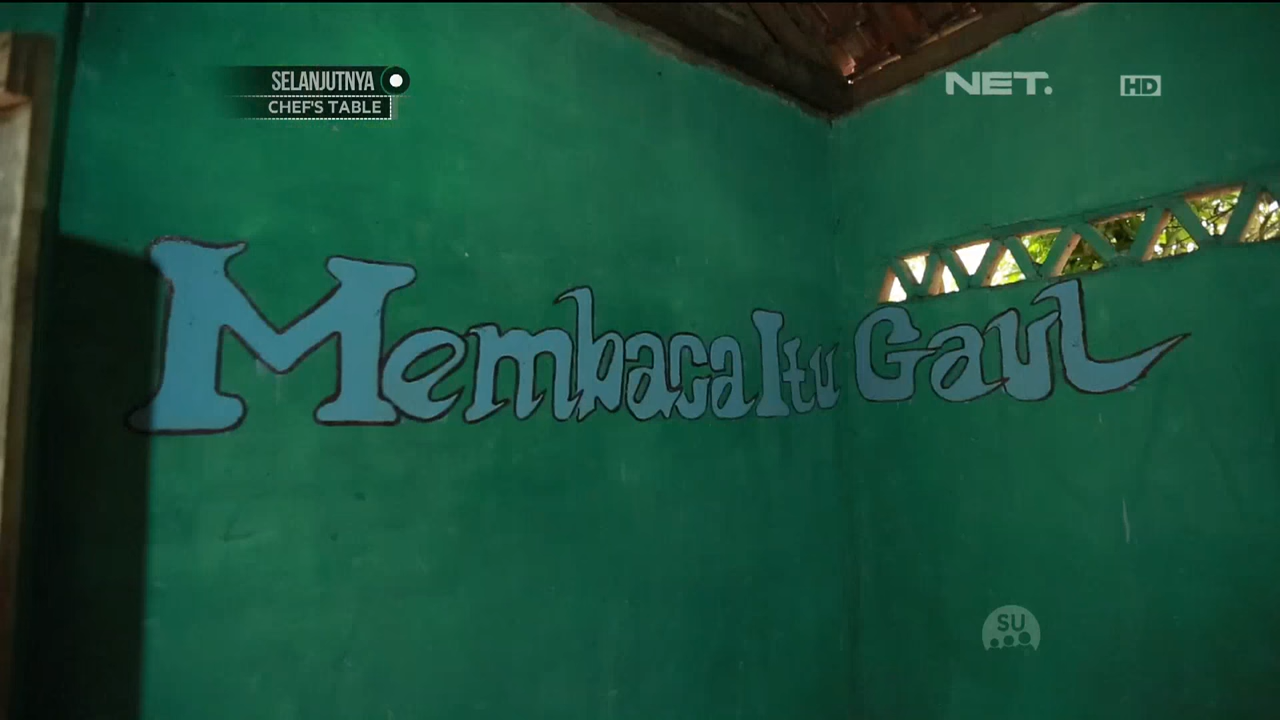 SELANJUTNYA
CHEF'S TABLE
NET.
HD
Membaca Itu Gaul
SU